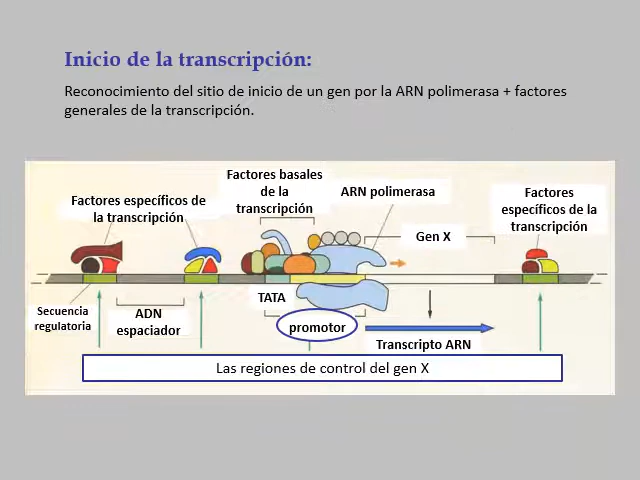 Inicio de la transcripción:
Reconocimiento del sitio de inicio de un gen por la ARN polimerasa + factores
generales de la transcripción.
Factores específicos de
la transcripción
Factores basales
de la
transcripción
ARN polimerasa
Gen X
Factores
específicos de la
transcripción
Secuencia
regulatoria
ADN
espaciador
TATA
promotor
Transcripto ARN
Las regiones de control del gen X